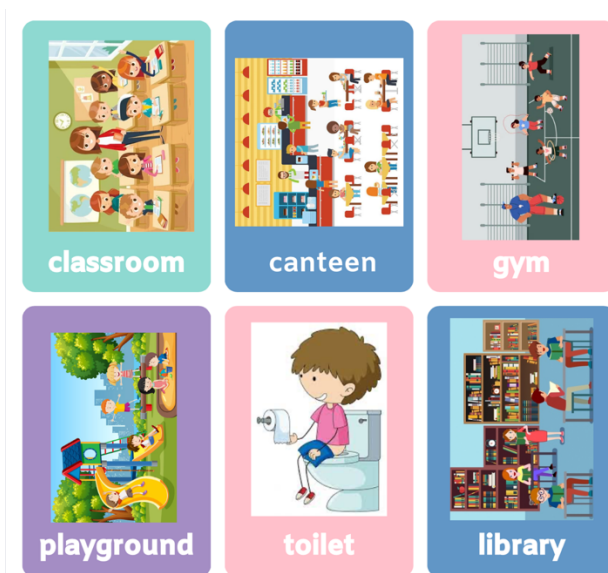 classroom
canteen
gym
playground
toilet
library